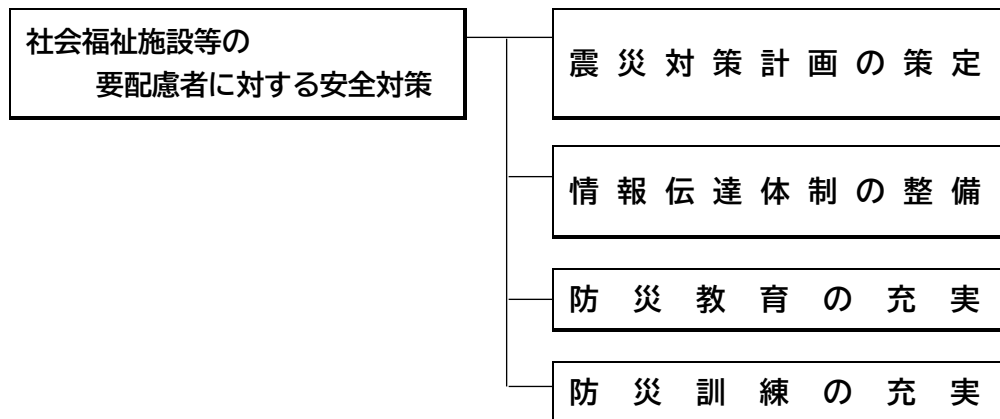 社会福祉施設等の
要配慮者に対する安全対策
震災対策計画の策定
情報伝達体制の整備
防災教育の充実
防災訓練の充実